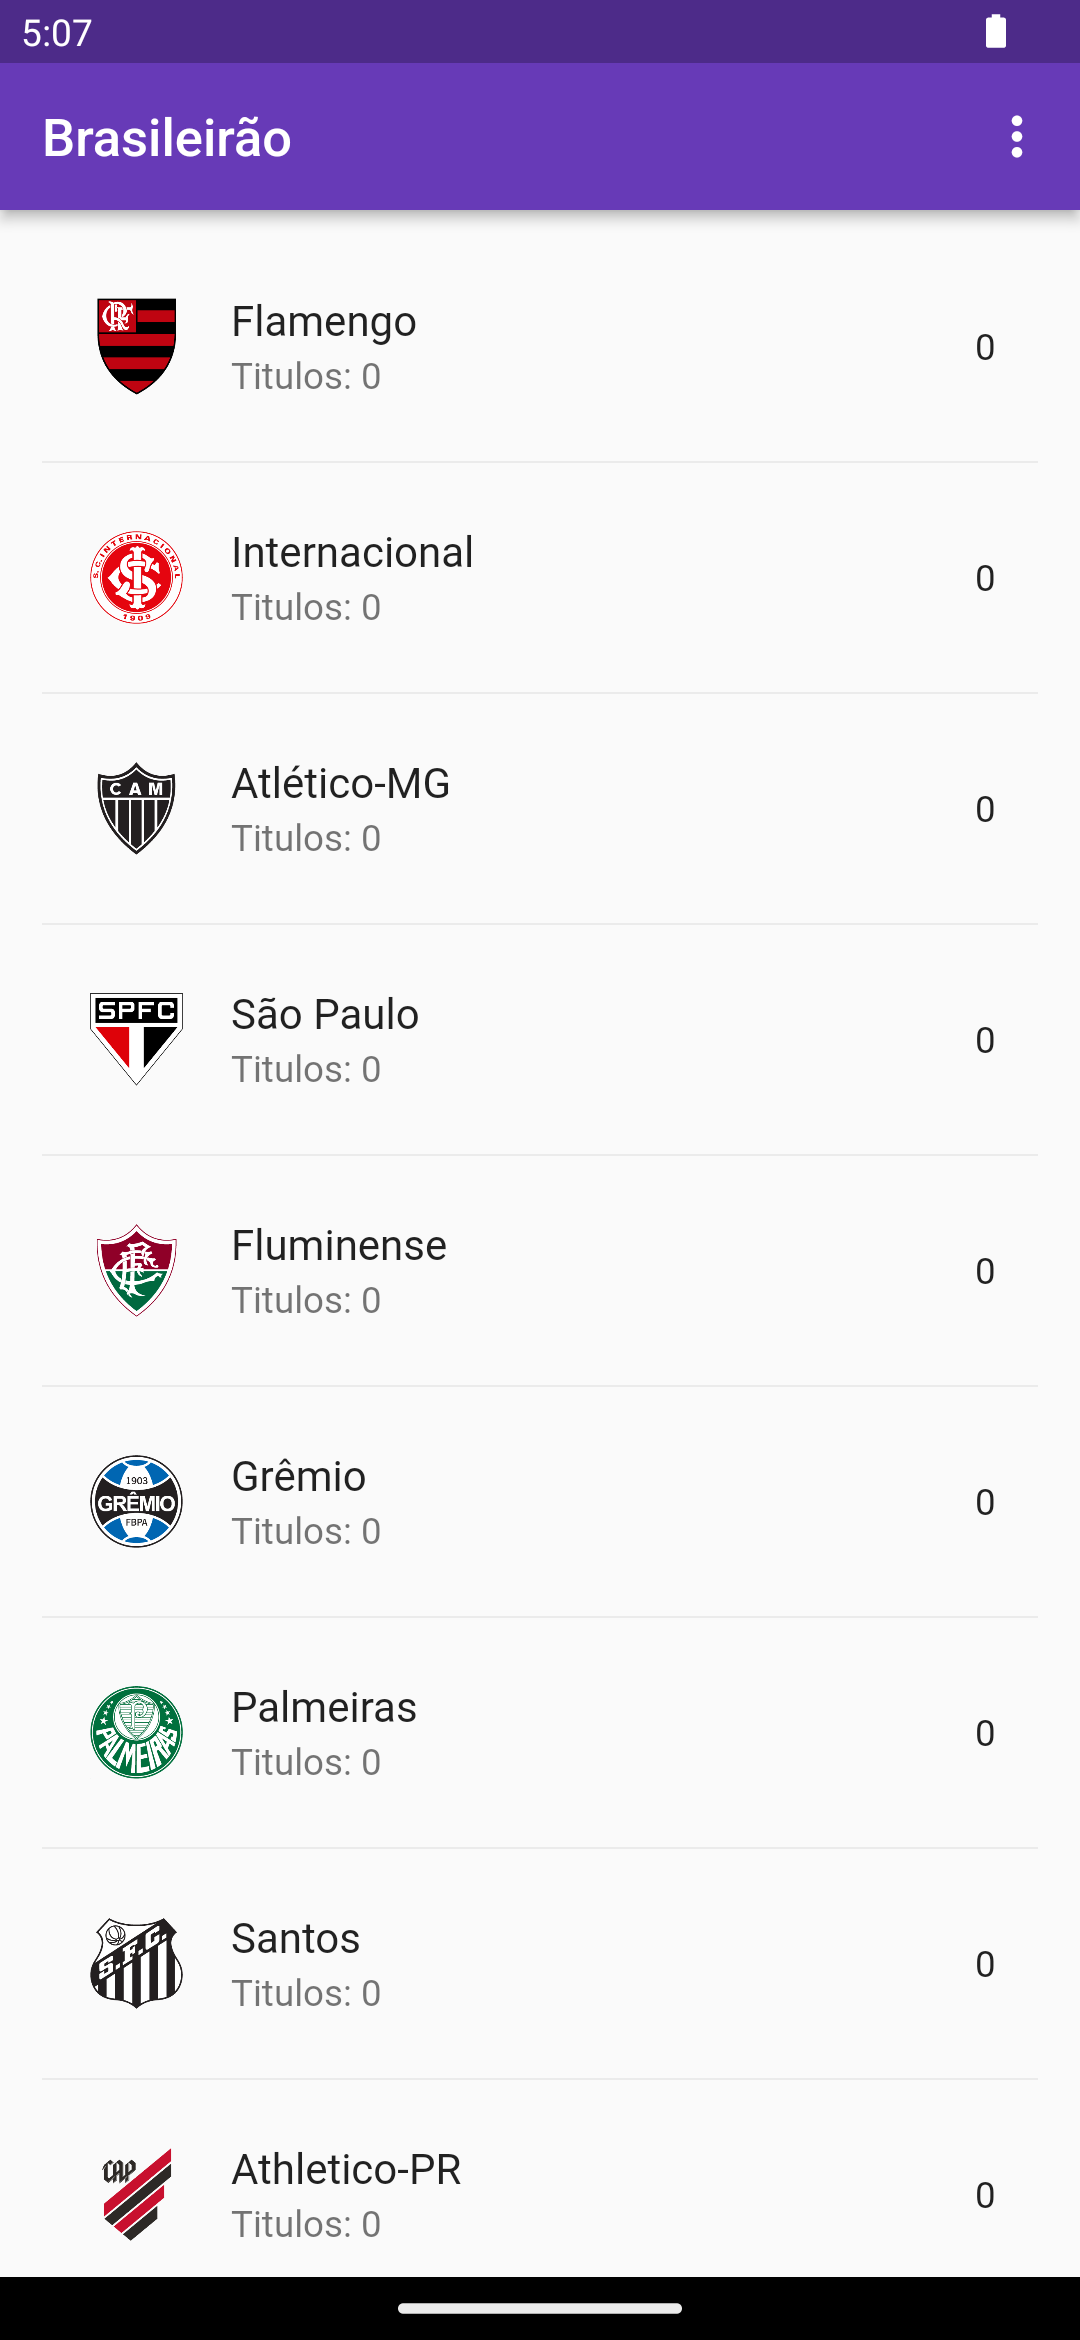 5:07
Brasileirão
Flamengo
Titulos: 0
0
S.C. INTERNACIONAL
1909
Internacional
Titulos: 0
0
CAM
Atlético-MG
Titulos: 0
0
SPFC
São Paulo
Titulos: 0
0
Fluminense
Titulos: 0
0
1903
GRÊMIO
FBPA
Grêmio
Titulos: 0
0
PALMEIRAS
Palmeiras
Titulos: 0
0
S.F.C.
Santos
Titulos: 0
0
CAP
Athletico-PR
Titulos: 0
0